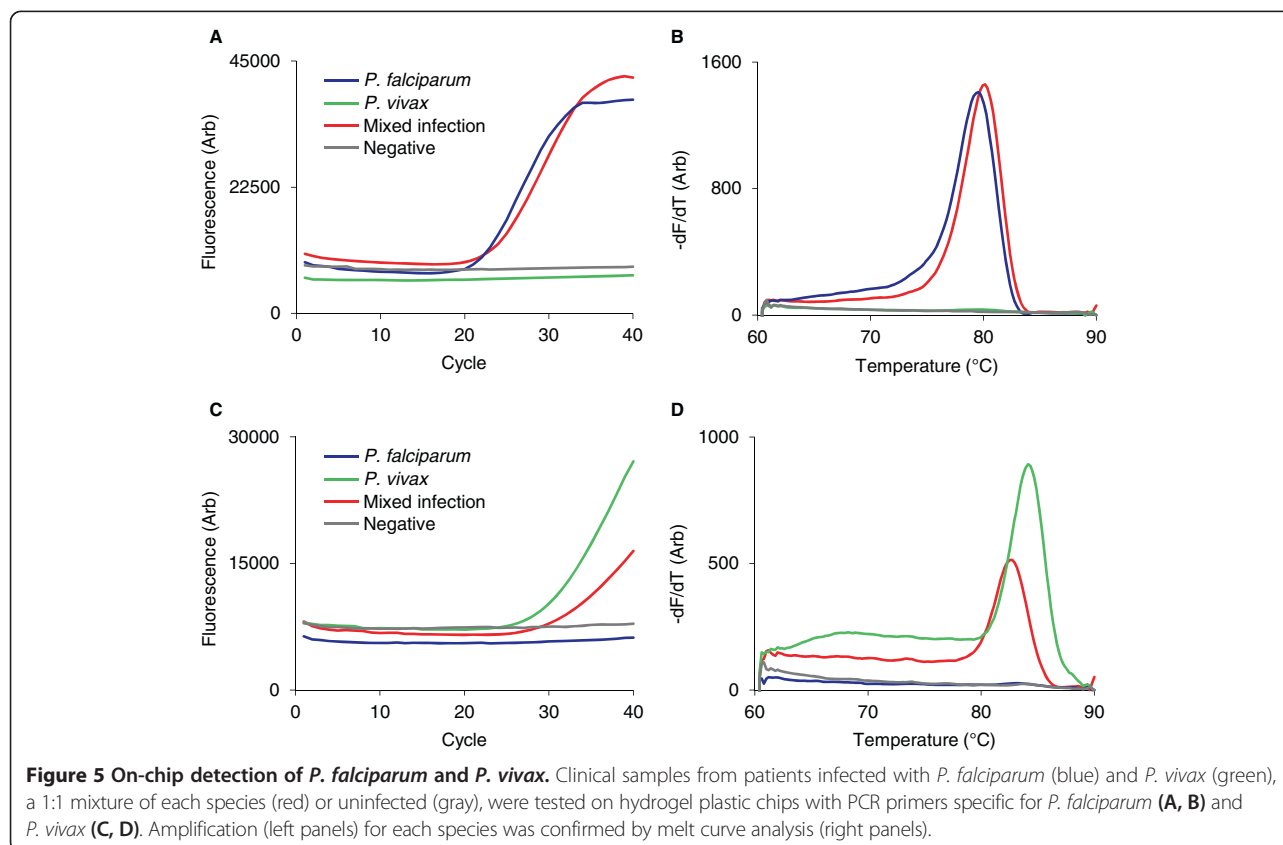 A
45000
22500
0
Fluorescence (Arb)
P. falciparum
P. vivax
Mixed infection
Negative
0
10
20
30
40
Cycle
B
1600
800
0
-dF/dT (Arb)
60
70
80
90
Temperature (°C)
C
30000
15000
0
Fluorescence (Arb)
P. falciparum
P. vivax
Mixed infection
Negative
0
10
20
30
40
Cycle
D
1000
500
0
-dF/dT (Arb)
60
70
80
90
Temperature (°C)
Figure 5 On-chip detection of P. falciparum and P. vivax. Clinical samples from patients infected with P. falciparum (blue) and P. vivax (green),
a 1:1 mixture of each species (red) or uninfected (gray), were tested on hydrogel plastic chips with PCR primers specific for P. falciparum (A, B) and
P. vivax (C, D). Amplification (left panels) for each species was confirmed by melt curve analysis (right panels).